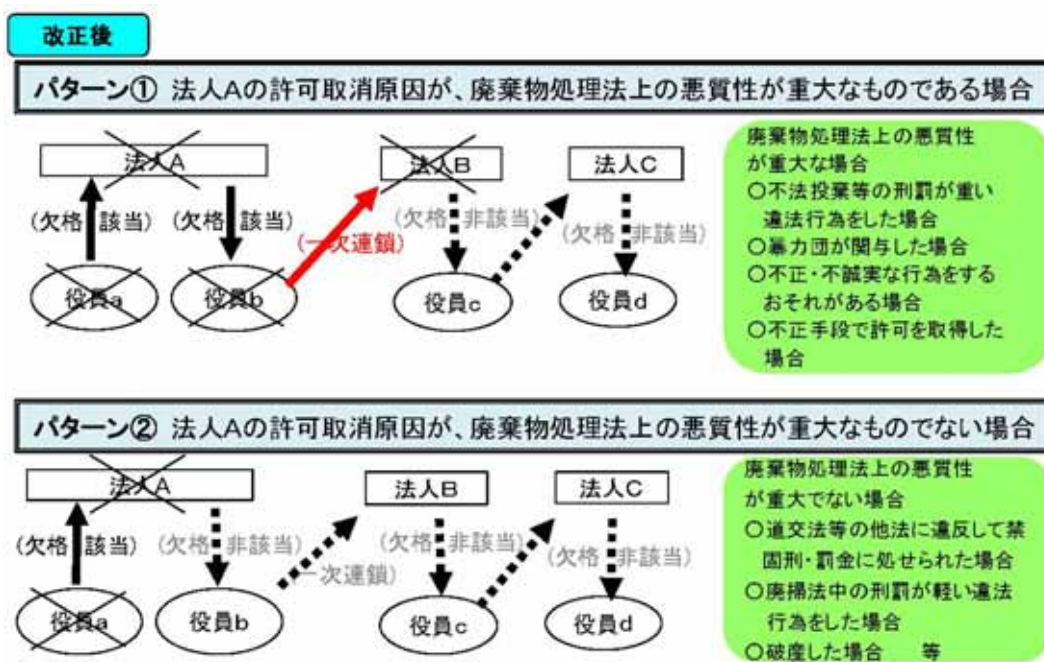 改正後
パターン① 法人Aの許可取消原因が、廃棄物処理法上の悪質性が重大なものである場合
法人A
法人B
法人C
(欠格 該当)
(欠格 該当)
(一次連鎖)
(欠格 非該当)
(欠格 非該当)
役員a
役員b
役員c
役員d
廃棄物処理法上の悪質性
が重大な場合
○不法投棄等の刑罰が重い
違法行為をした場合
○暴力団が関与した場合
○不正・不誠実な行為をする
おそれがある場合
○不正手段で許可を取得した
場合
パターン② 法人Aの許可取消原因が、廃棄物処理法上の悪質性が重大なものでない場合
法人A
法人B
法人C
(欠格 該当)
(欠格 非該当)
一次連鎖)
(欠格 非該当)
(欠格 非該当)
役員a
役員b
役員c
役員d
廃棄物処理法上の悪質性
が重大でない場合
○道交法等の他法に違反して禁
固刑・罰金に処せられた場合
○廃掃法中の刑罰が軽い違法
行為をした場合
○破産した場合 等